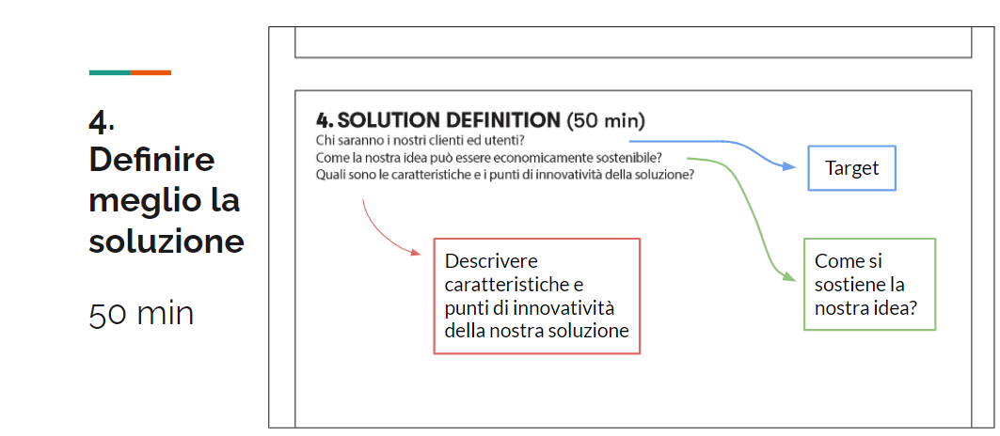 4.
Definire
meglio la
soluzione
50 min
4. SOLUTION DEFINITION (50 min)
Chi saranno i nostri clienti ed utenti?
Come la nostra idea può essere economicamente sostenibile?
Quali sono le caratteristiche e i punti di innovatività della soluzione?
Target
Descrivere
caratteristiche e
punti di innovatività
della nostra soluzione
Come si
sostiene la
nostra idea?